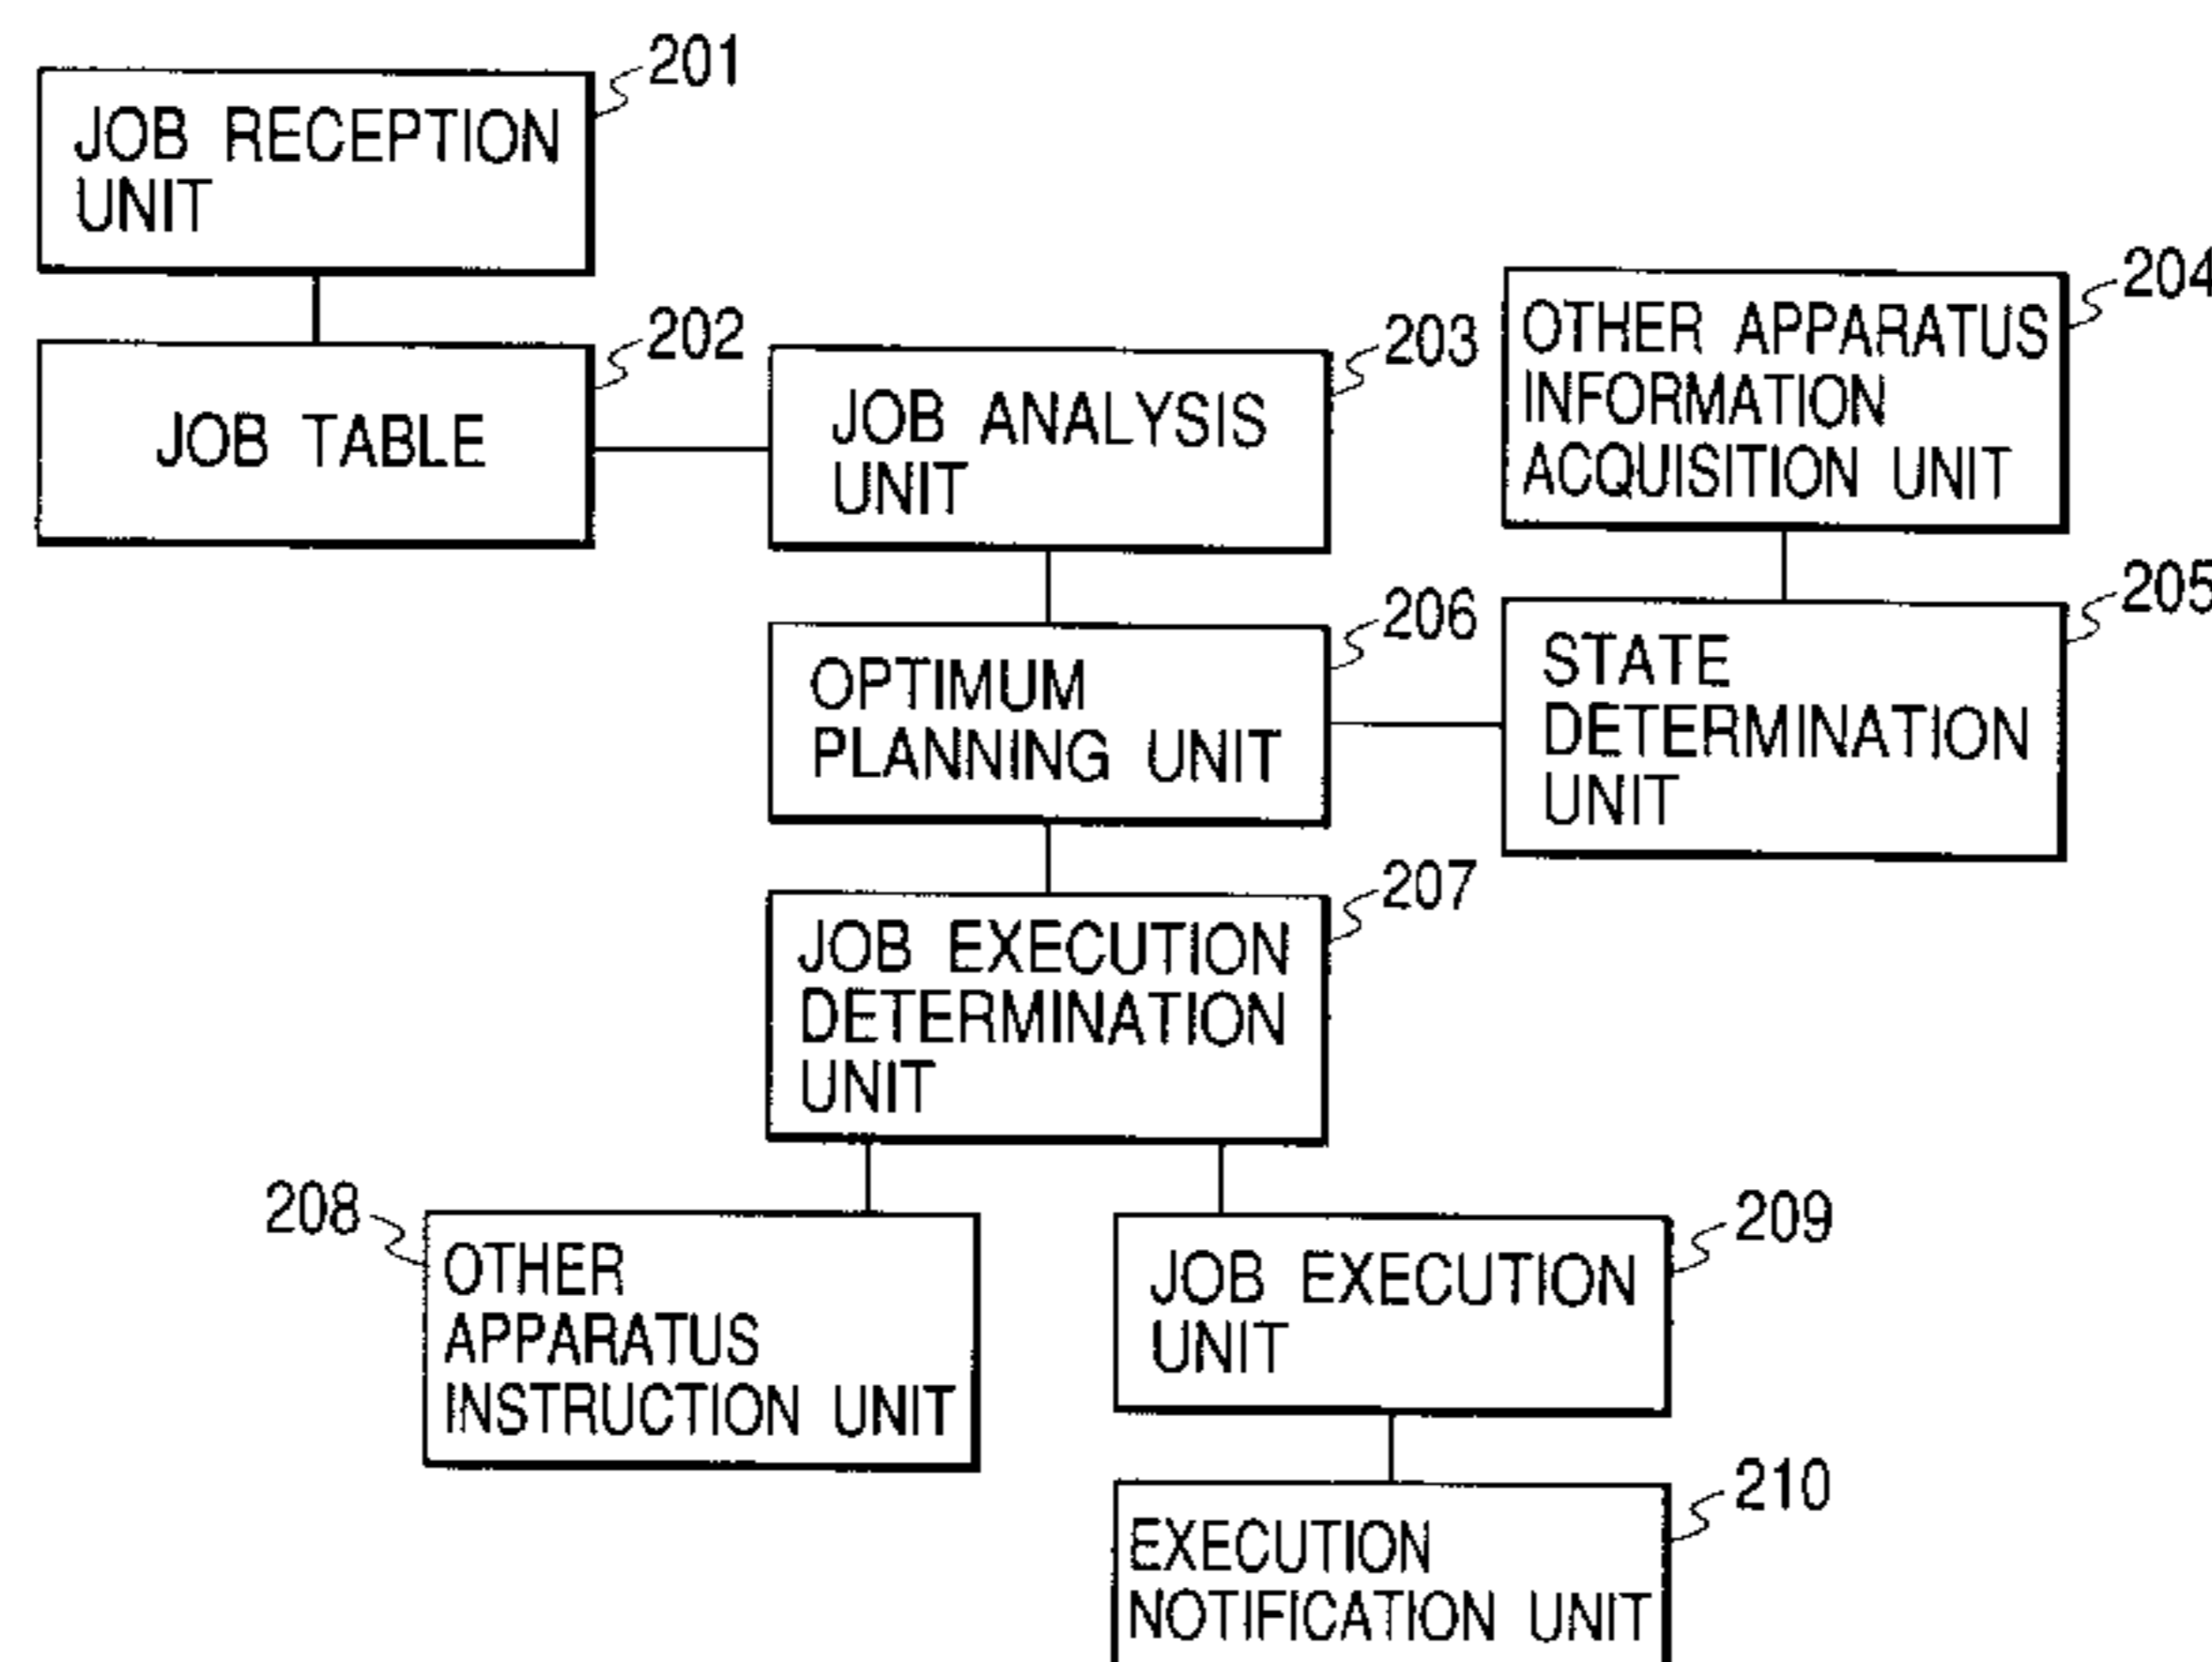 201
JOB RECEPTION
UNIT
202
JOB TABLE
203
JOB ANALYSIS
UNIT
204
OTHER APPARATUS
INFORMATION
ACQUISITION UNIT
205
STATE
DETERMINATION
UNIT
206
OPTIMUM
PLANNING UNIT
207
JOB EXECUTION
DETERMINATION
UNIT
208
OTHER
APPARATUS
INSTRUCTION UNIT
209
JOB EXECUTION
UNIT
210
EXECUTION
NOTIFICATION UNIT